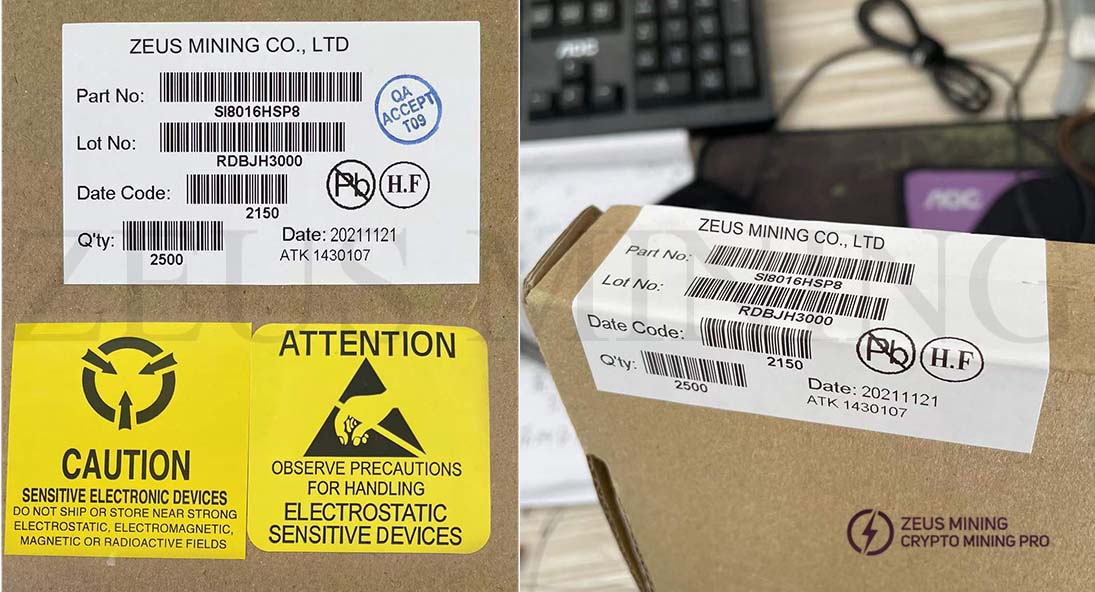 ZEUS MINING CO., LTD
Part No:
SI8016HSP8
QA
ACCEPT
T09
Lot No:
RDBJH3000
Pb
H.F
Date Code:
2150
Q'ty:
2500
Date: 20211121
ATK 1430107
CAUTION
SENSITIVE ELECTRONIC DEVICES
DO NOT SHIP OR STORE NEAR STRONG
ELECTROSTATIC, ELECTROMAGNETIC,
MAGNETIC OR RADIOACTIVE FIELDS
ATTENTION
OBSERVE PRECAUTIONS
FOR HANDLING
ELECTROSTATIC
SENSITIVE DEVICES
AOC
AOC
ZEUS MINING CO., LTD
Part No:
SI8016HSP8
Lot No:
RDBJH3000
Date Code:
2150
Pb
H.F
Q'ty:
2500
Date: 20211121
ATK 1430107
ZEUS MINING
CRYPTO MINING PRO
ZEUS MINING